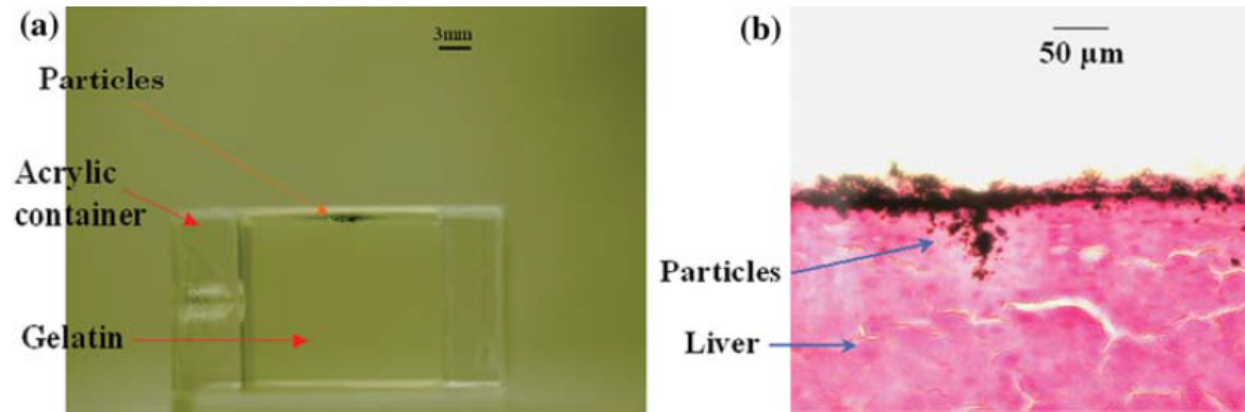 (a)
3mm
Particles
Acrylic
container
Gelatin
(b)
50 μm
Particles
Liver